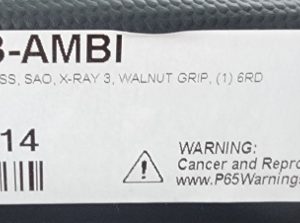 -AMBI
SS, SAO, X-RAY 3, WALNUT GRIP, (1) 6RD
14
WARNING:
Cancer and Repro
www.P65Warnings